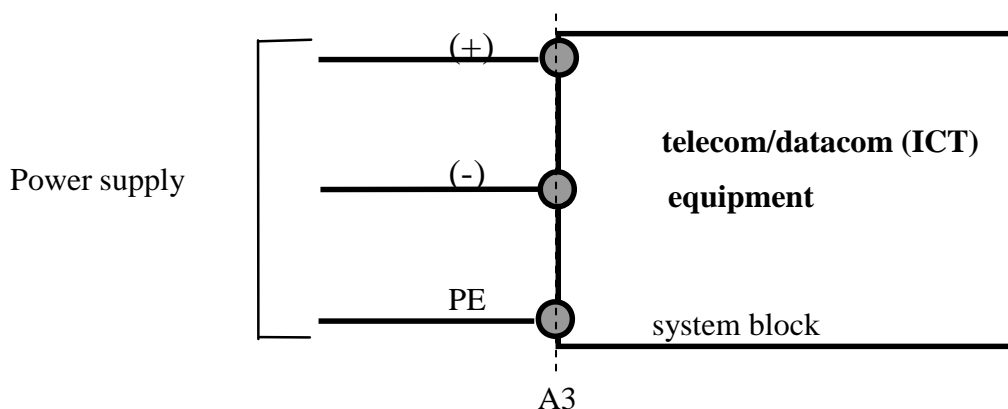 (+)
telecom/datacom (ICT)
Power supply
(-)
equipment
PE
system block
A3